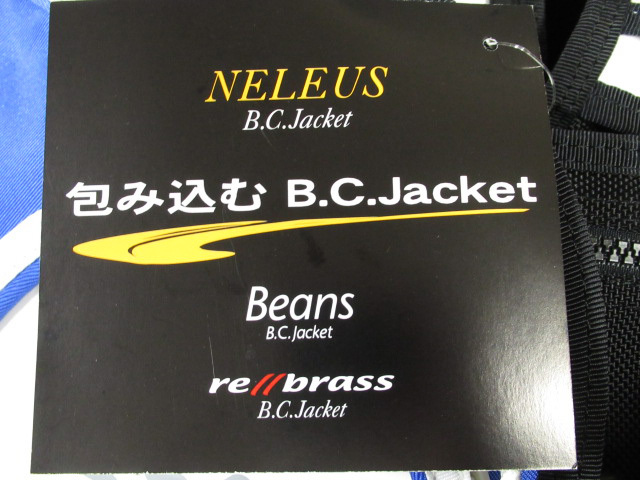 NELEUS
B.C.Jacket
包み込む B.C.Jacket
Beans
B.C.Jacket
re//brass
B.C.Jacket